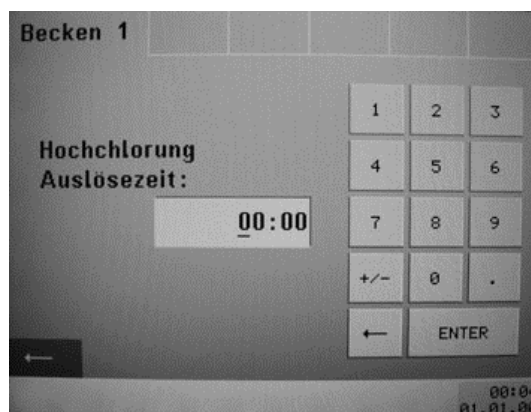 Becken 1
Hochchlorung
Auslösezeit:
00:00
1 2 3
4 5 6
7 8 9
+/- 0 .
← ENTER
←